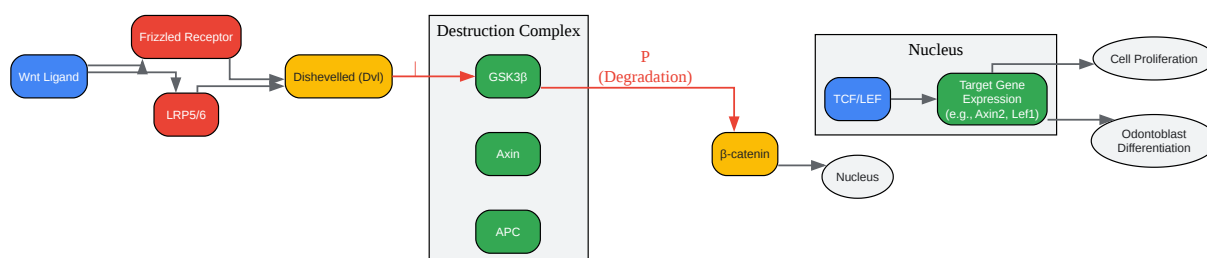 Wnt Ligand
Frizzled Receptor
LRP5/6
Dishevelled (Dvl)
Destruction Complex
GSK3β
Axin
APC
P
(Degradation)
β-catenin
Nucleus
Nucleus
TCF/LEF
Target Gene
Expression
(e.g., Axin2, Lef1)
Cell Proliferation
Odontoblast
Differentiation